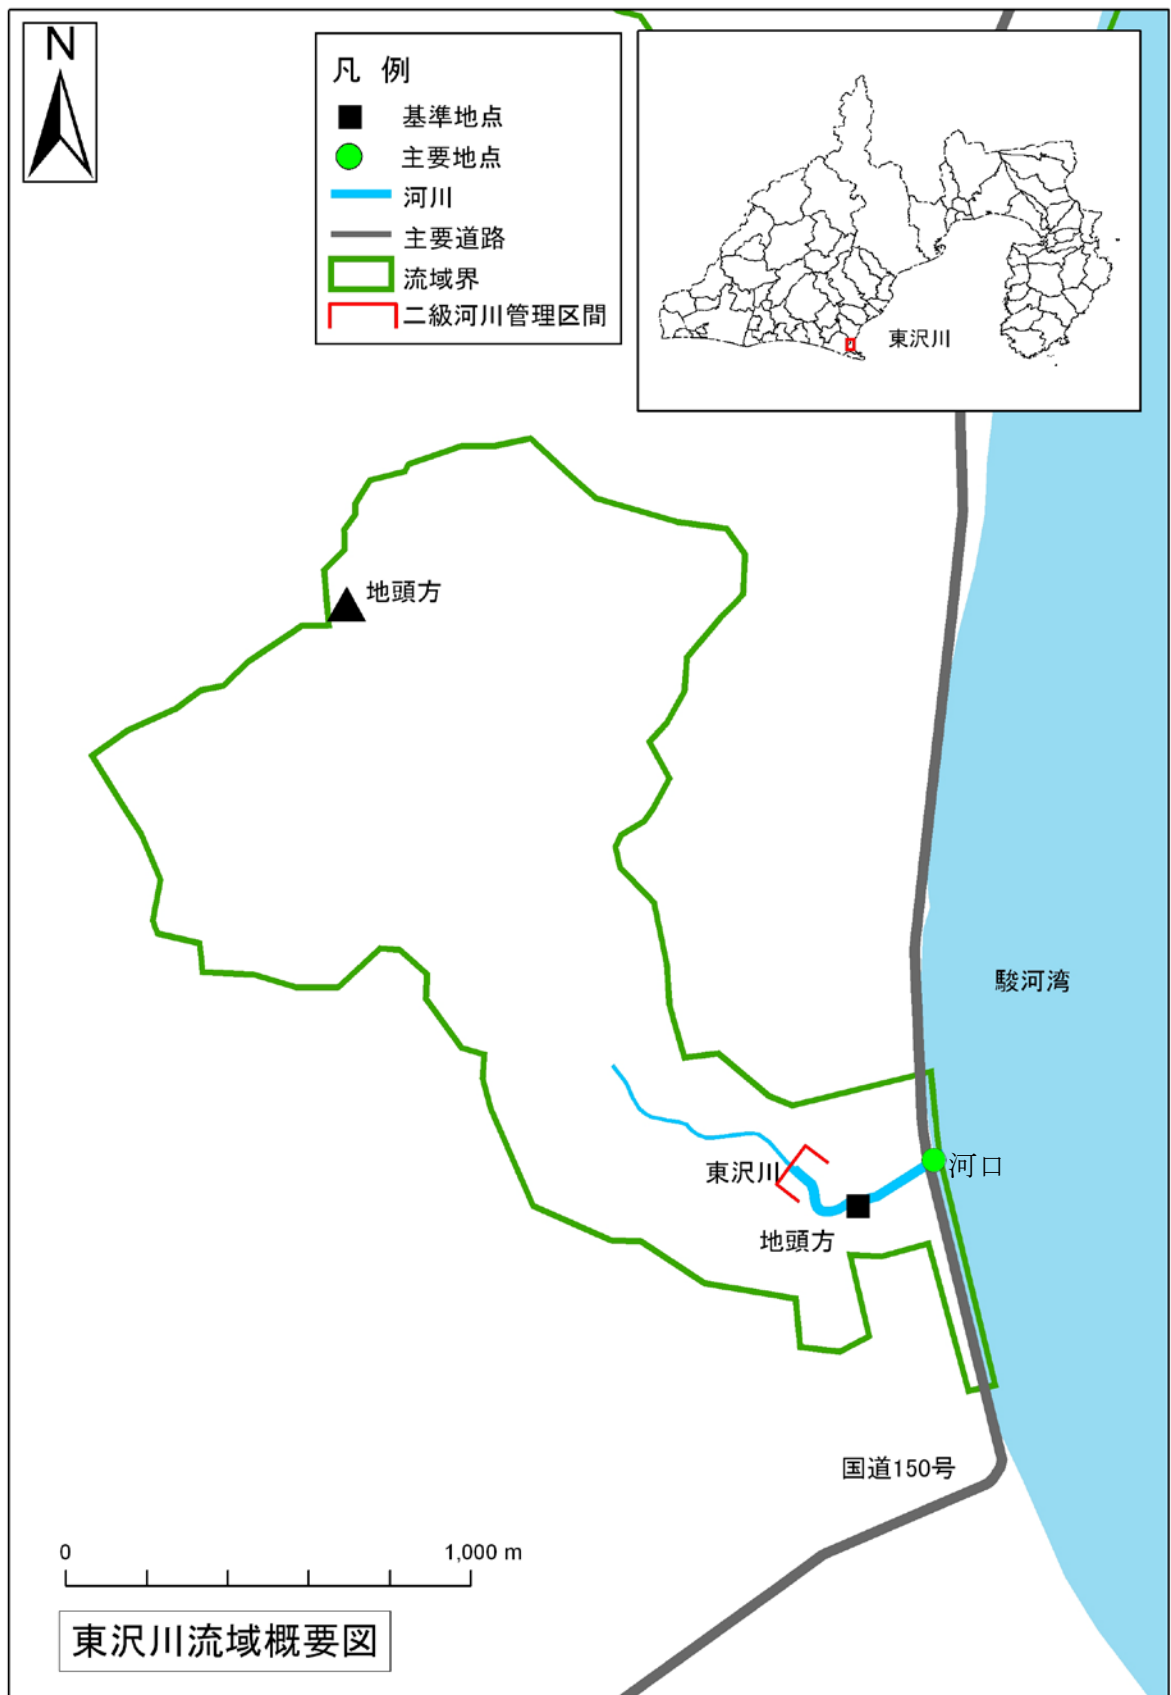 N
凡 例
基準地点
主要地点
河川
主要道路
流域界
二級河川管理区間
東沢川
地頭方
駿河湾
東沢川
河口
地頭方
国道150号
0
1,000 m
東沢川流域概要図